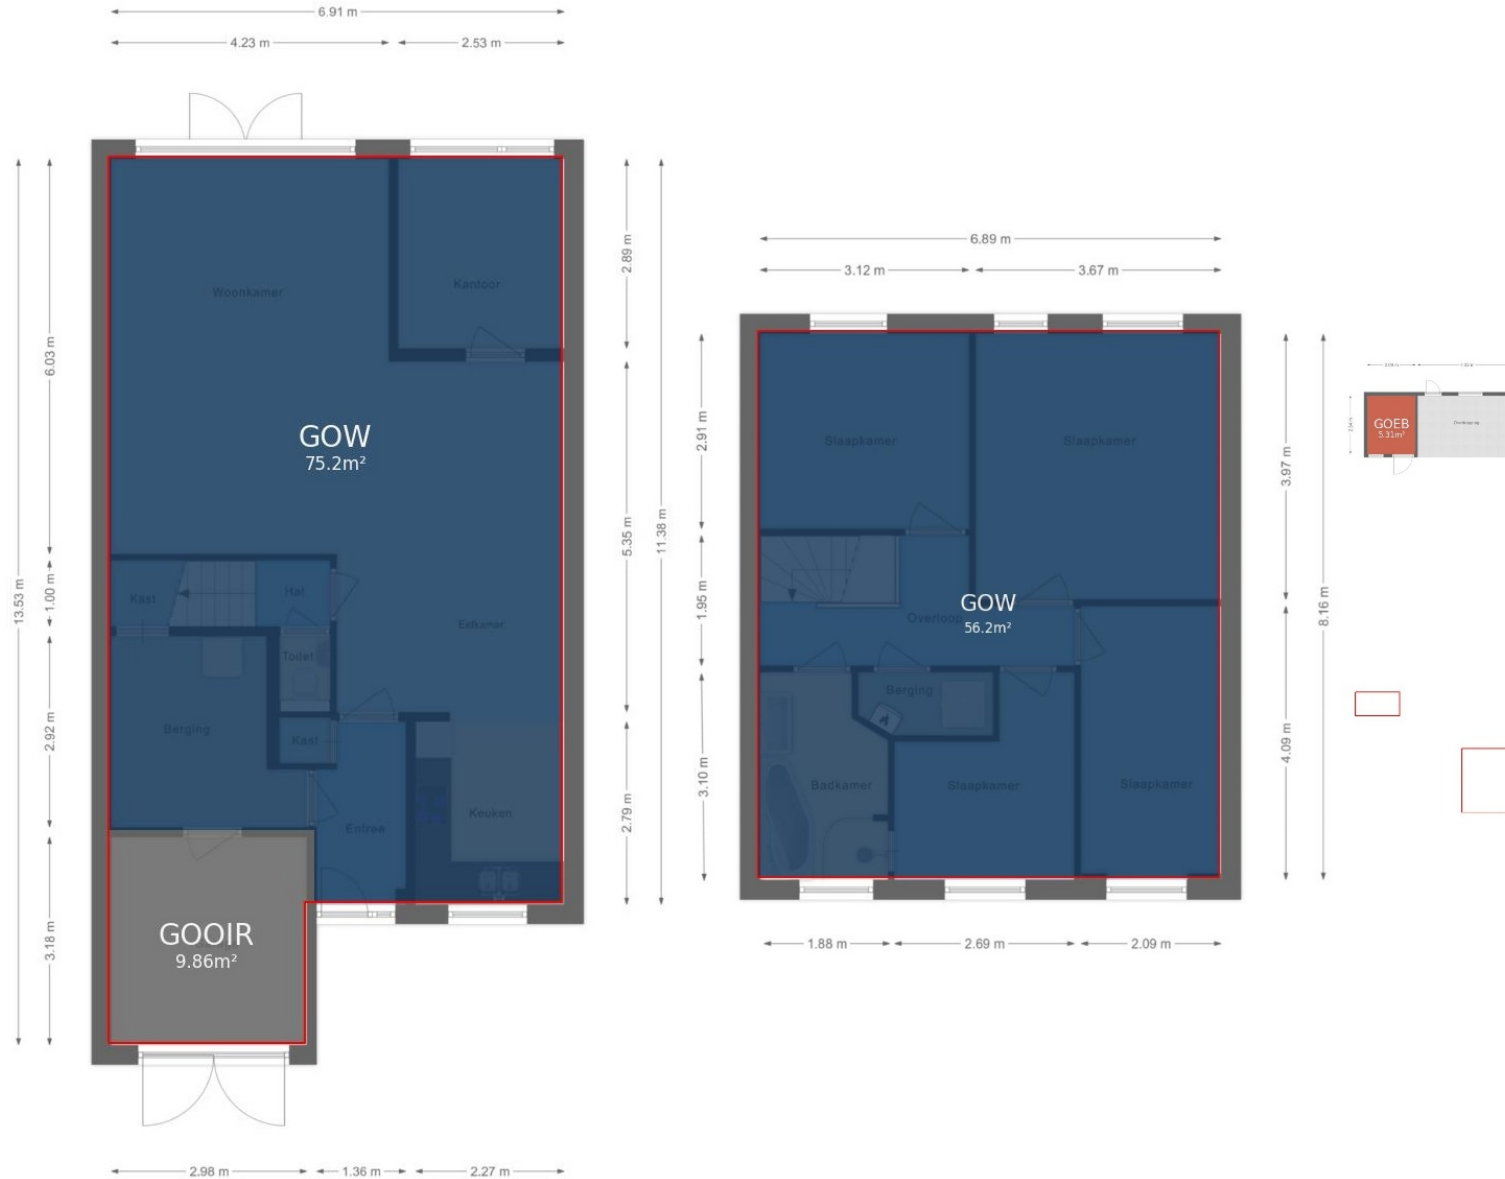 6.91 m
4.23 m
2.53 m
13.53 m
6.03 m
1.00 m
2.92 m
3.18 m
Woonkamer
Kantoor
GOW
75.2m²
Kast
Hal
Eetkamer
Toilet
Berging
Kast
Entree
Keuken
GOOIR
9.86m²
2.89 m
5.35 m
2.79 m
11.38 m
2.98 m
1.36 m
2.27 m
6.89 m
3.12 m
3.67 m
2.91 m
1.95 m
3.10 m
Slaapkamer
Slaapkamer
GOW
56.2m²
Overloop
Berging
Badkamer
Slaapkamer
Slaapkamer
3.97 m
4.09 m
8.16 m
1.88 m
2.69 m
2.09 m
GOEB
5.31m²